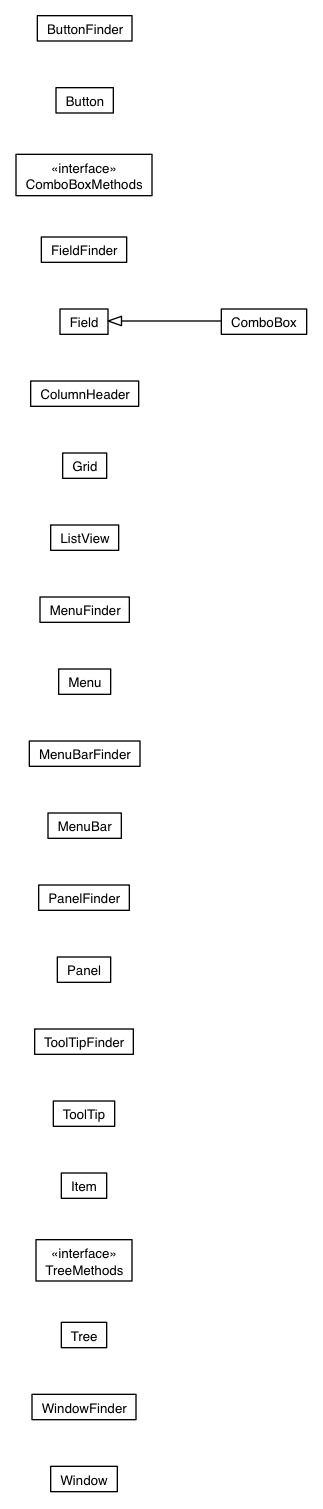 ButtonFinder
Button
«interface»
ComboBoxMethods
FieldFinder
Field
ComboBox
ColumnHeader
Grid
ListView
MenuFinder
Menu
MenuBarFinder
MenuBar
PanelFinder
Panel
ToolTipFinder
ToolTip
Item
«interface»
TreeMethods
Tree
WindowFinder
Window